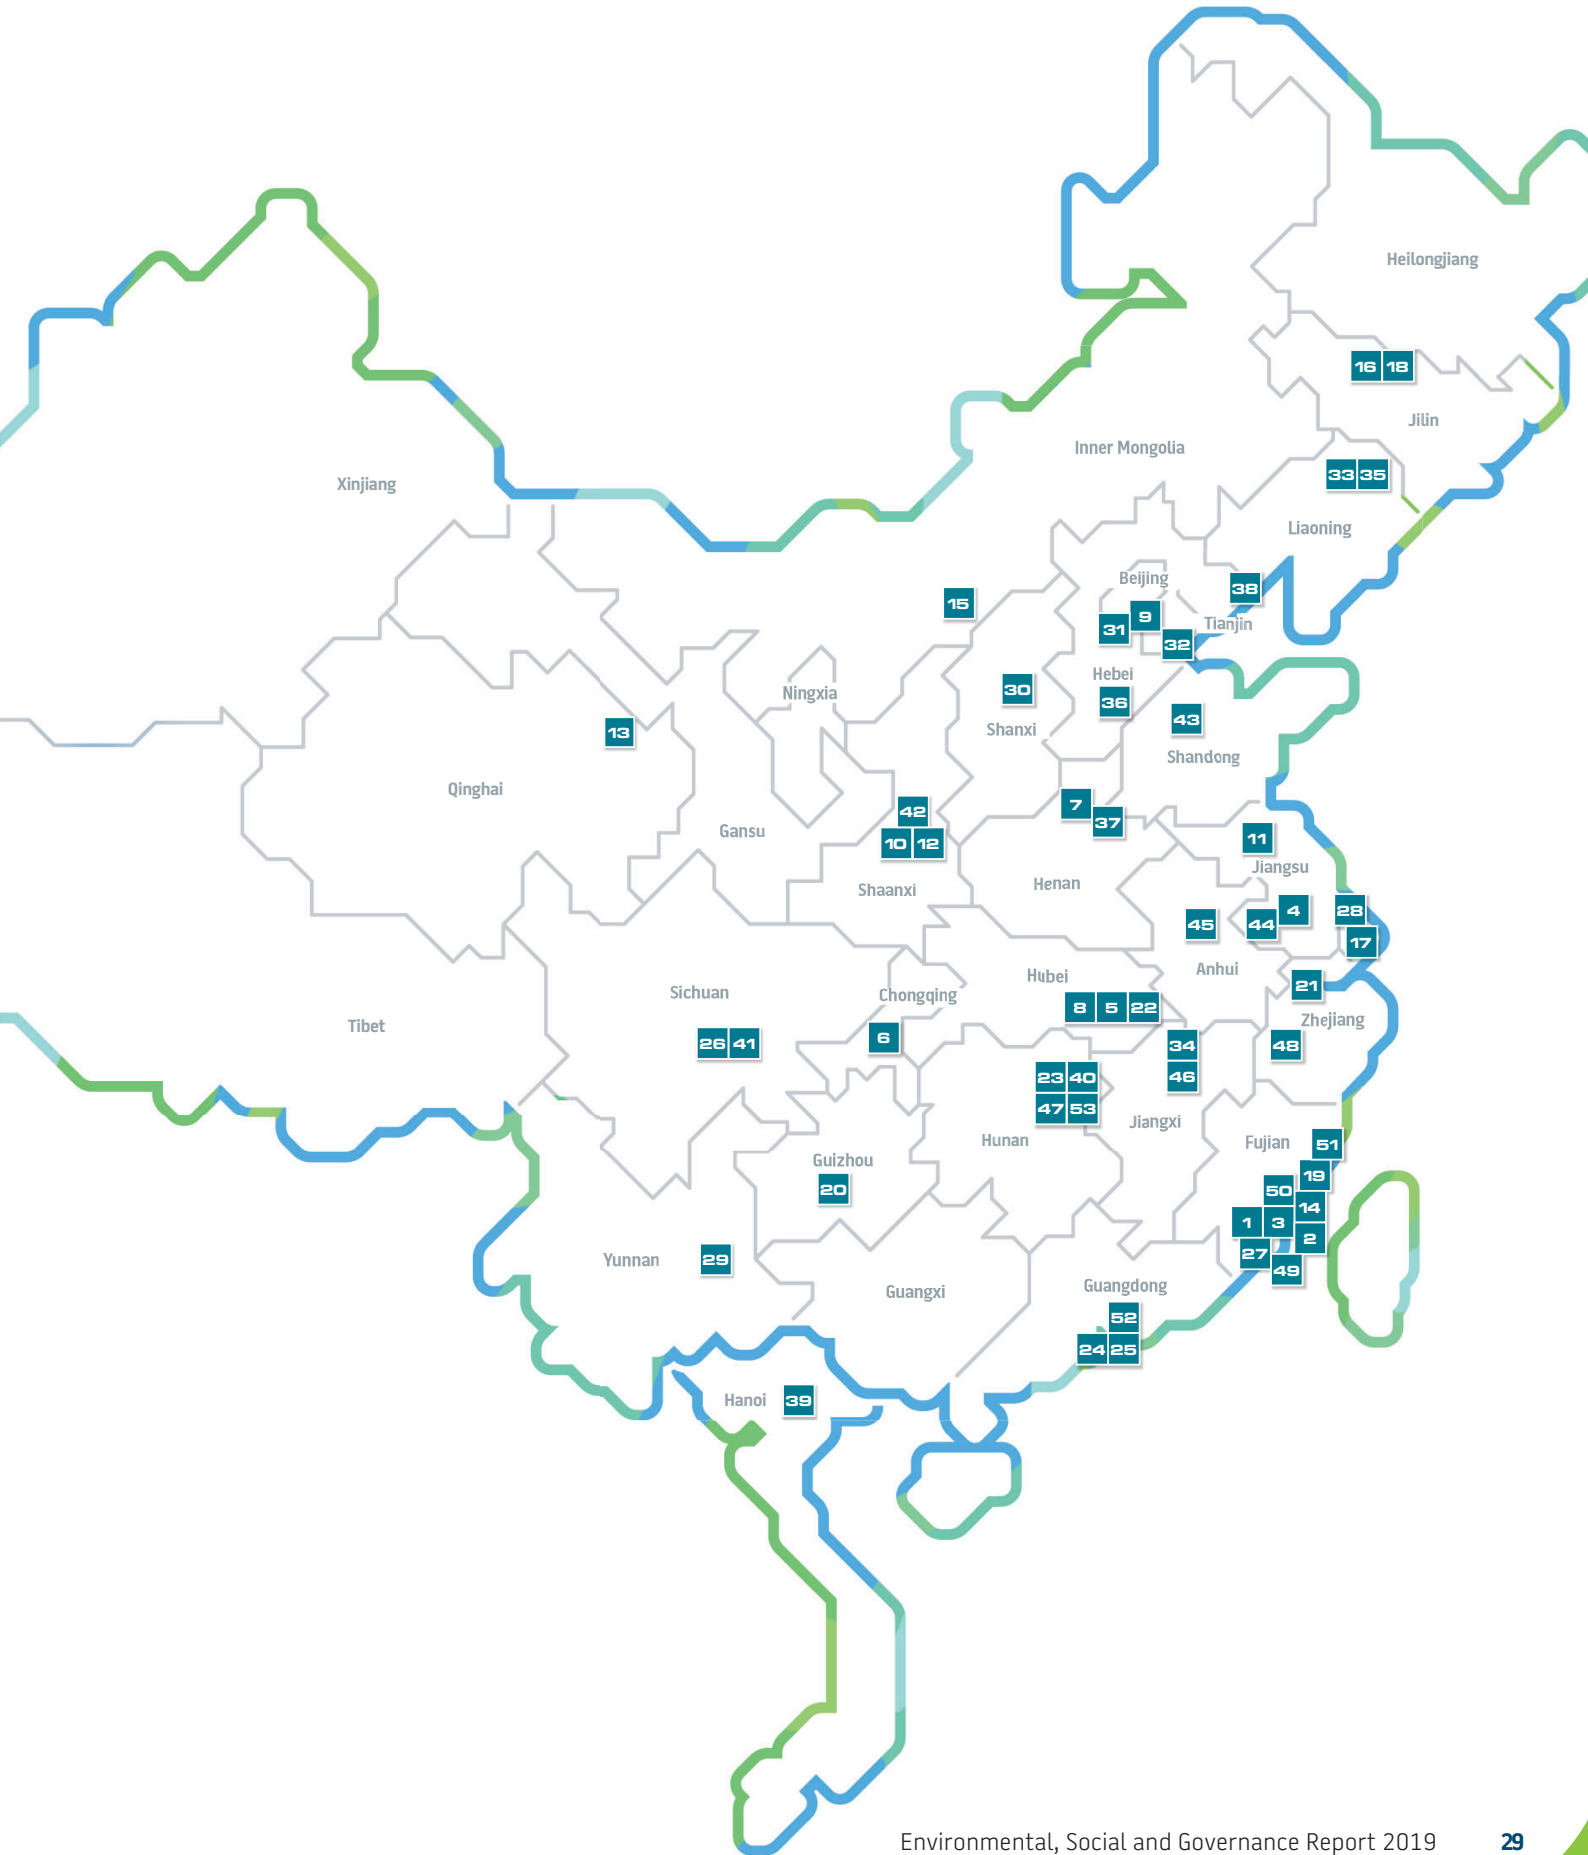 Heilongjiang
16 18
Jilin
Inner Mongolia
33 35
Xinjiang
Liaoning
Beijing
38
15
9
31
Tianjin
32
Hebei
30
Ningxia
36
43
Shanxi
13
Shandong
Qinghai
7
42
37
Gansu
11
10 12
Jiangsu
Shaanxi
Henan
4
28
45
44
17
Anhui
Hubei
21
Sichuan
Chongqing
8 5 22
Zhejiang
Tibet
6
26 41
34
48
46
23 40
47 53
Jiangxi
Hunan
Fujian
51
Guizhou
19
20
50
14
1 3
2
Yunnan
29
27
49
Guangdong
Guangxi
52
24 25
Hanoi
39
Environmental, Social and Governance Report 2019 29